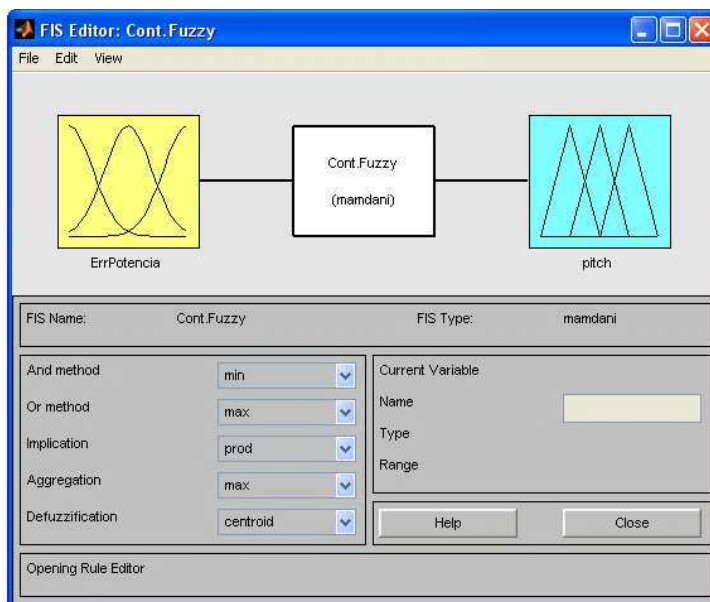 FIS Editor: Cont.Fuzzy
File Edit View
Cont.Fuzzy
(mamdani)
ErrPotencia
pitch
FIS Name: Cont.Fuzzy FIS Type: mamdani
And method min
Or method max
Implication prod
Aggregation max
Defuzzification centroid
Current Variable
Name
Type
Range
Help Close
Opening Rule Editor